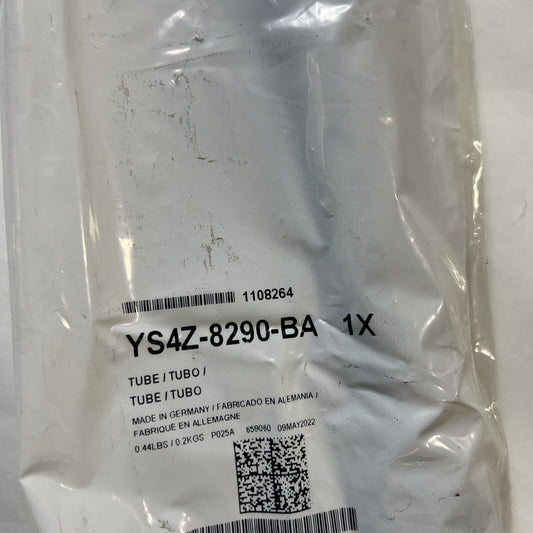 1108264
YS4Z-8290-BA 1X
TUBE / TUBO /
TUBE / TUBO
MADE IN GERMANY / FABRICADO EN ALEMANIA /
FABRIQUE EN ALLEMAGNE
0.44LBS / 0.2KGS P025A 659060 09MAY2022